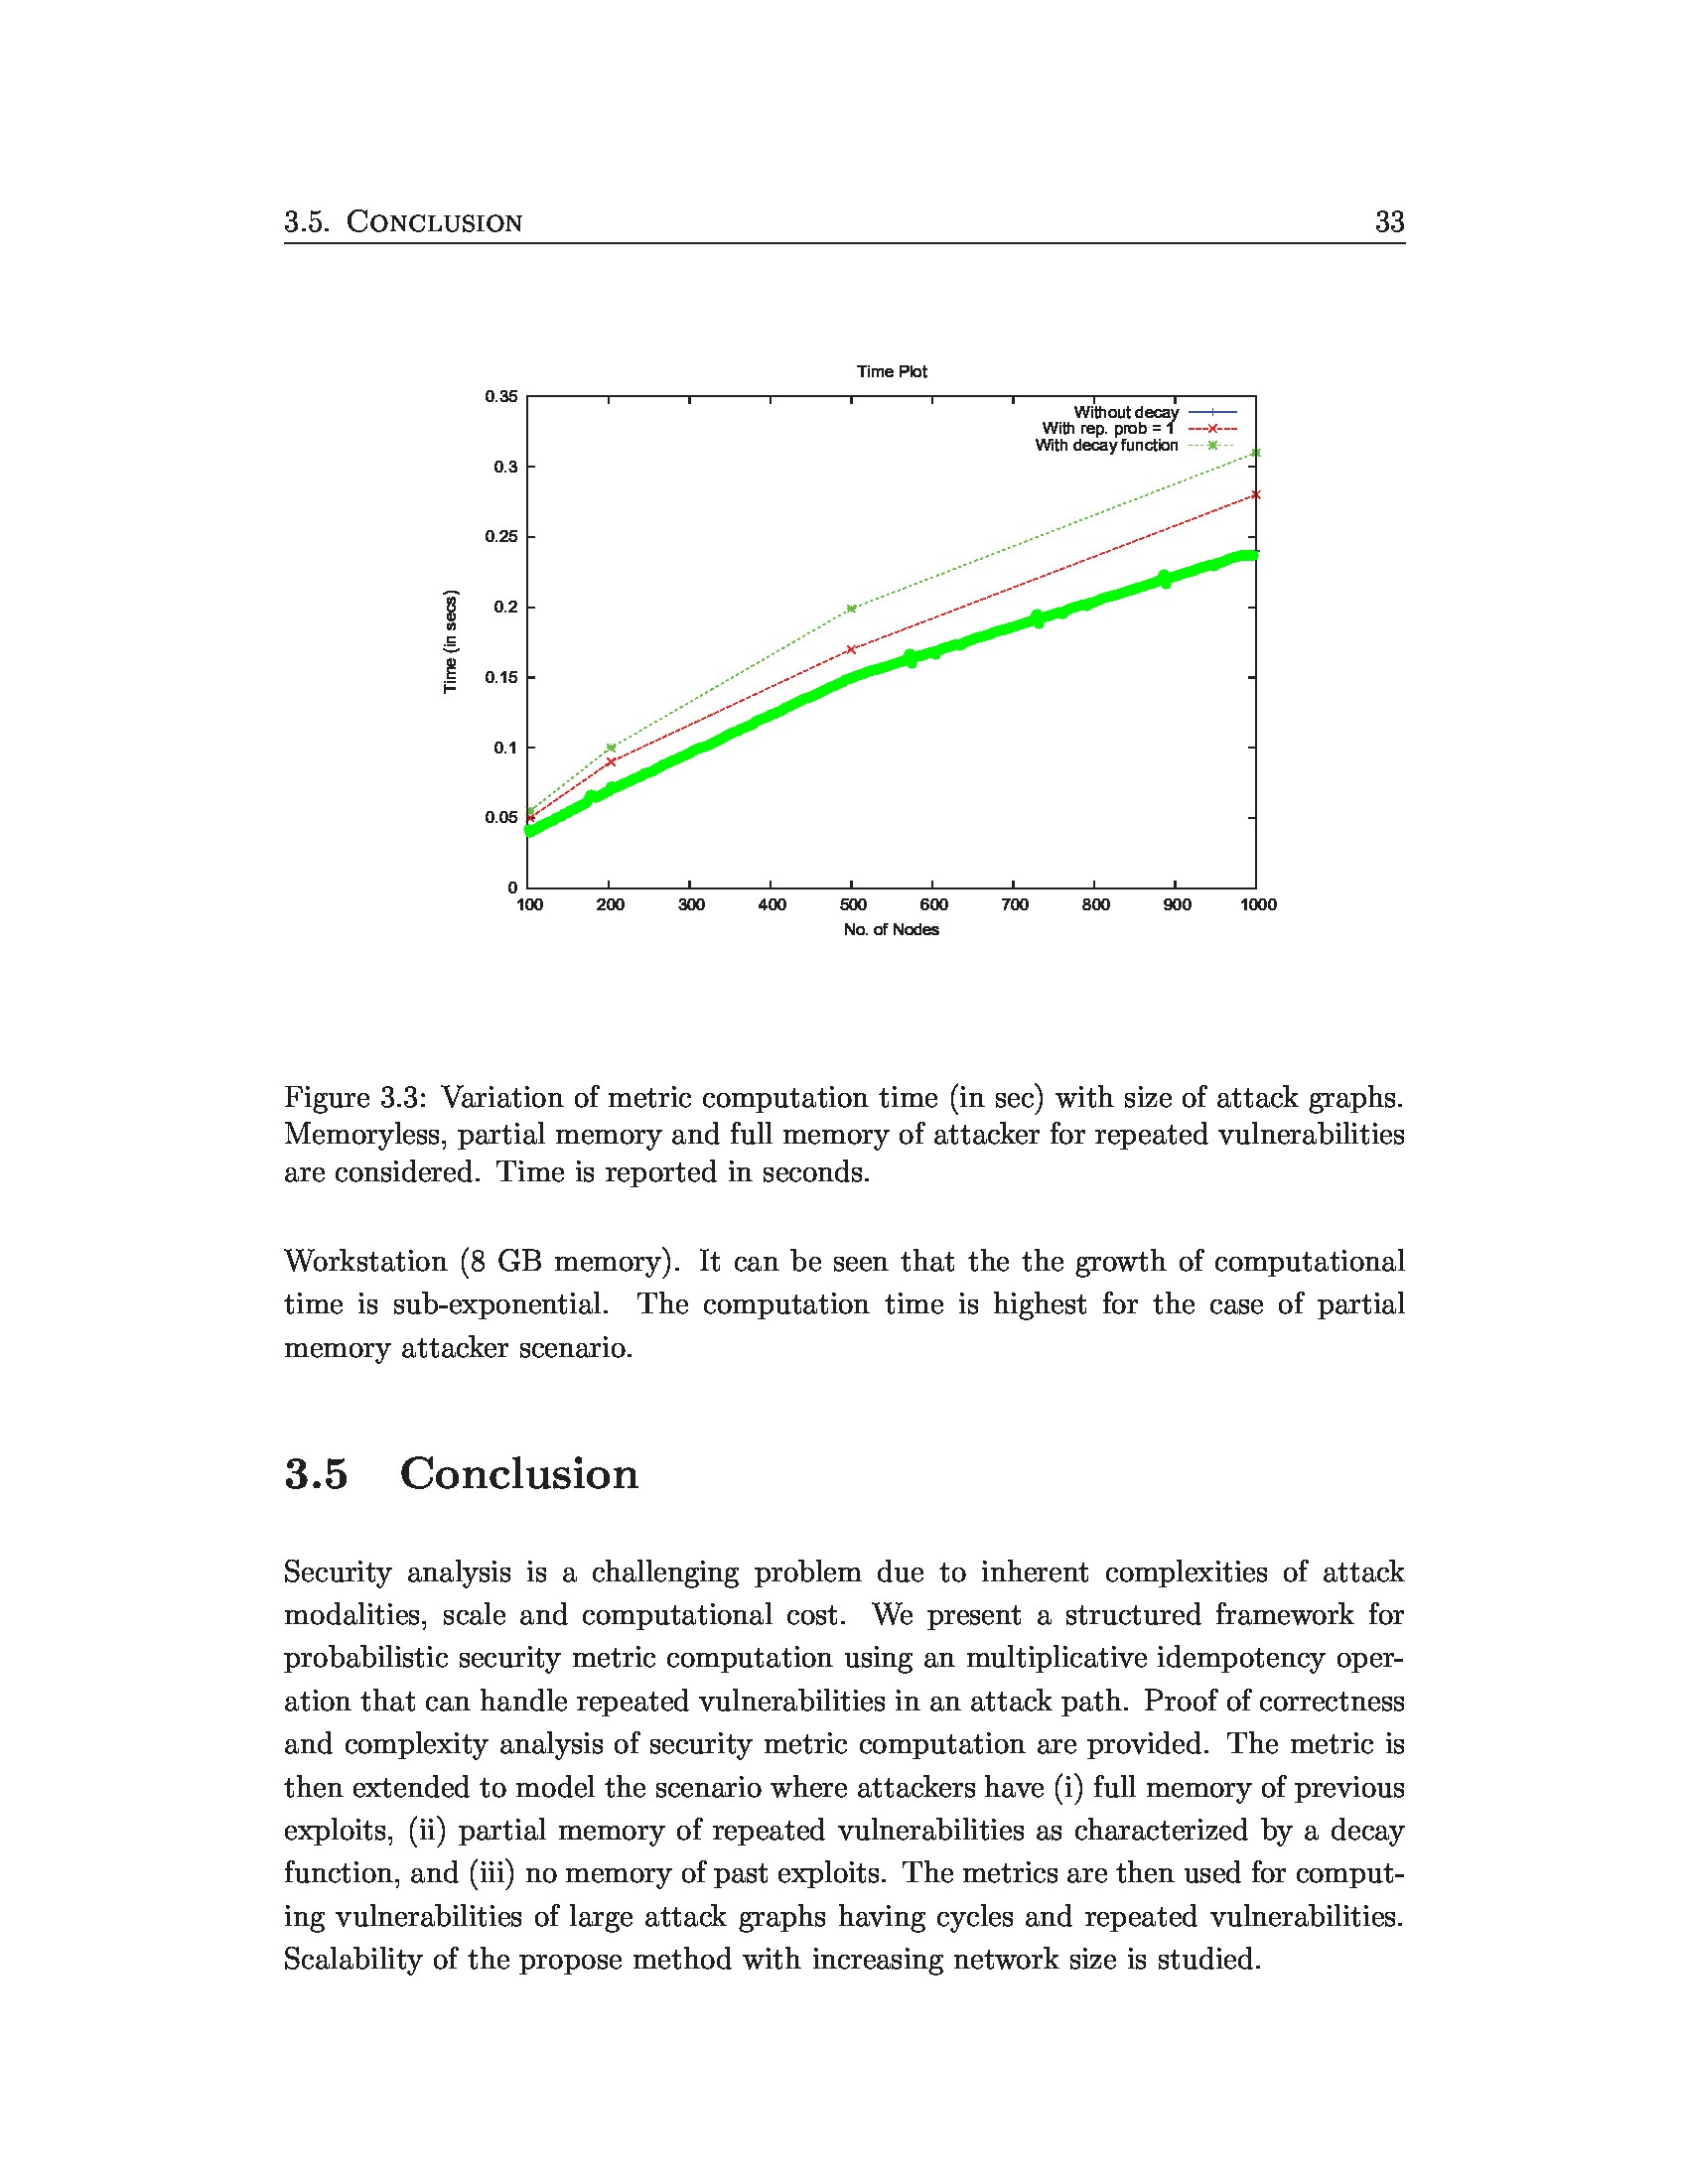 3.5. Conclusion 33
Time Plot
0.35
0.3
0.25
0.2
0.15
0.1
0.05
0
Time (in secs)
Without decay
With rep. prob = 1
With decay function
100 200 300 400 500 600 700 800 900 1000
No. of Nodes
Figure 3.3: Variation of metric computation time (in sec) with size of attack graphs.
Memoryless, partial memory and full memory of attacker for repeated vulnerabilities
are considered. Time is reported in seconds.
Workstation (8 GB memory). It can be seen that the the growth of computational
time is sub-exponential. The computation time is highest for the case of partial
memory attacker scenario.
3.5 Conclusion
Security analysis is a challenging problem due to inherent complexities of attack
modalities, scale and computational cost. We present a structured framework for
probabilistic security metric computation using an multiplicative idempotency oper-
ation that can handle repeated vulnerabilities in an attack path. Proof of correctness
and complexity analysis of security metric computation are provided. The metric is
then extended to model the scenario where attackers have (i) full memory of previous
exploits, (ii) partial memory of repeated vulnerabilities as characterized by a decay
function, and (iii) no memory of past exploits. The metrics are then used for comput-
ing vulnerabilities of large attack graphs having cycles and repeated vulnerabilities.
Scalability of the propose method with increasing network size is studied.